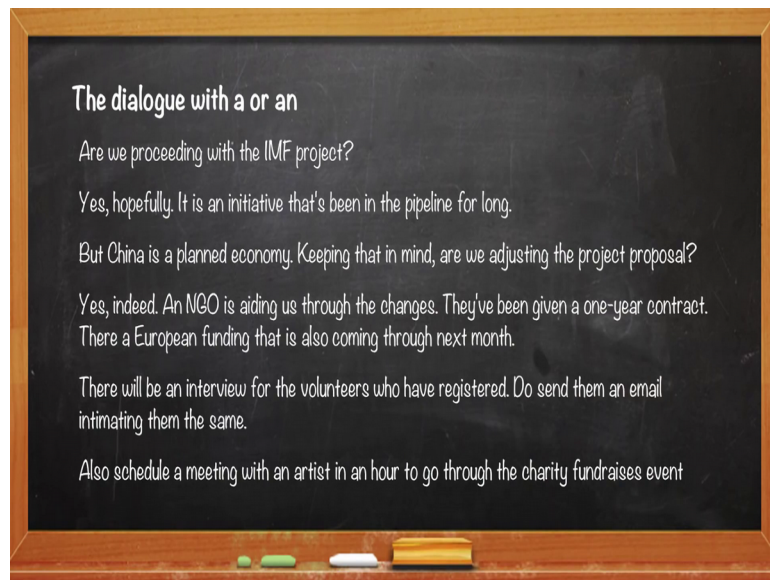 The dialogue with a or an
Are we proceeding with the IMF project?
Yes, hopefully. It is an initiative that's been in the pipeline for long.
But China is a planned economy. Keeping that in mind, are we adjusting the project proposal?
Yes, indeed. An NGO is aiding us through the changes. They've been given a one-year contract.
There a European funding that is also coming through next month.
There will be an interview for the volunteers who have registered. Do send them an email
intimating them the same.
Also schedule a meeting with an artist in an hour to go through the charity fundraises event